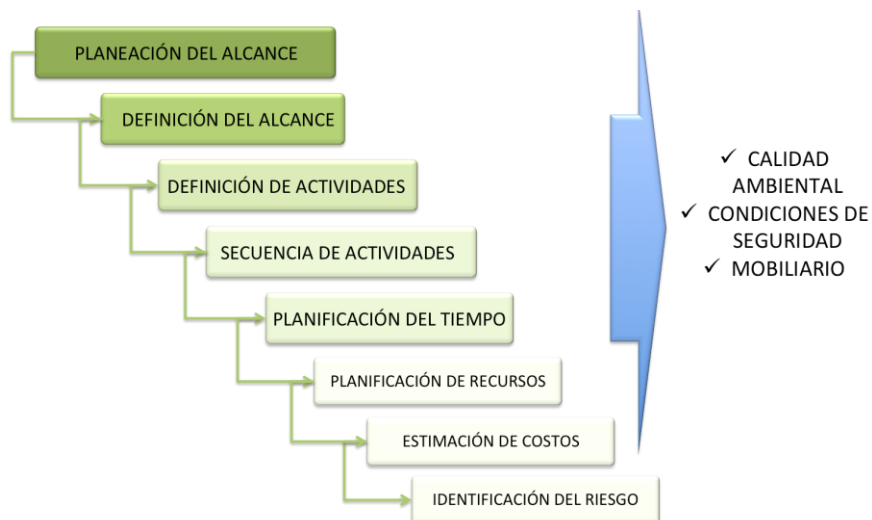 PLANEACIÓN DEL ALCANCE
DEFINICIÓN DEL ALCANCE
DEFINICIÓN DE ACTIVIDADES
SECUENCIA DE ACTIVIDADES
PLANIFICACIÓN DEL TIEMPO
PLANIFICACIÓN DE RECURSOS
ESTIMACIÓN DE COSTOS
IDENTIFICACIÓN DEL RIESGO
✓ CALIDAD
AMBIENTAL
✓ CONDICIONES DE
SEGURIDAD
✓ MOBILIARIO